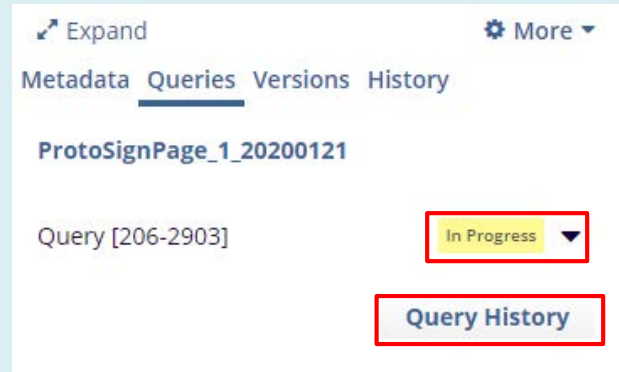 Expand More
Metadata Queries Versions History
ProtoSignPage_1_20200121
Query [206-2903] In Progress
Query History